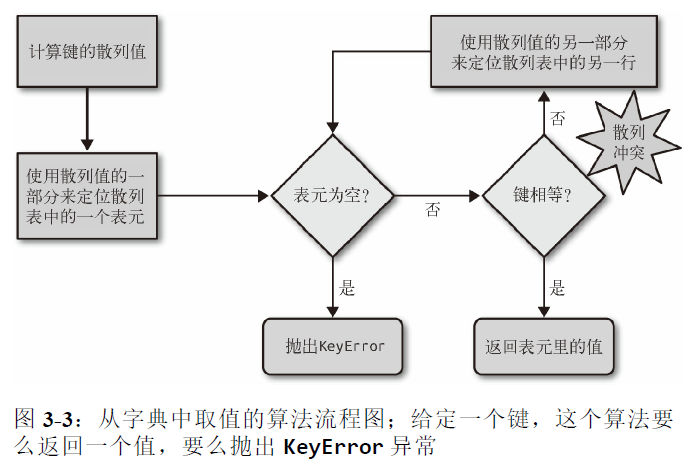 计算键的散列值
使用散列值的一
部分来定位散列
表中的一个表元
表元为空？
是
抛出KeyError
否
键相等？
否
散列
冲突
使用散列值的另一部分
来定位散列表中的另一行
是
返回表元里的值
图 3-3：从字典中取值的算法流程图；给定一个键，这个算法要
么返回一个值，要么抛出 KeyError 异常